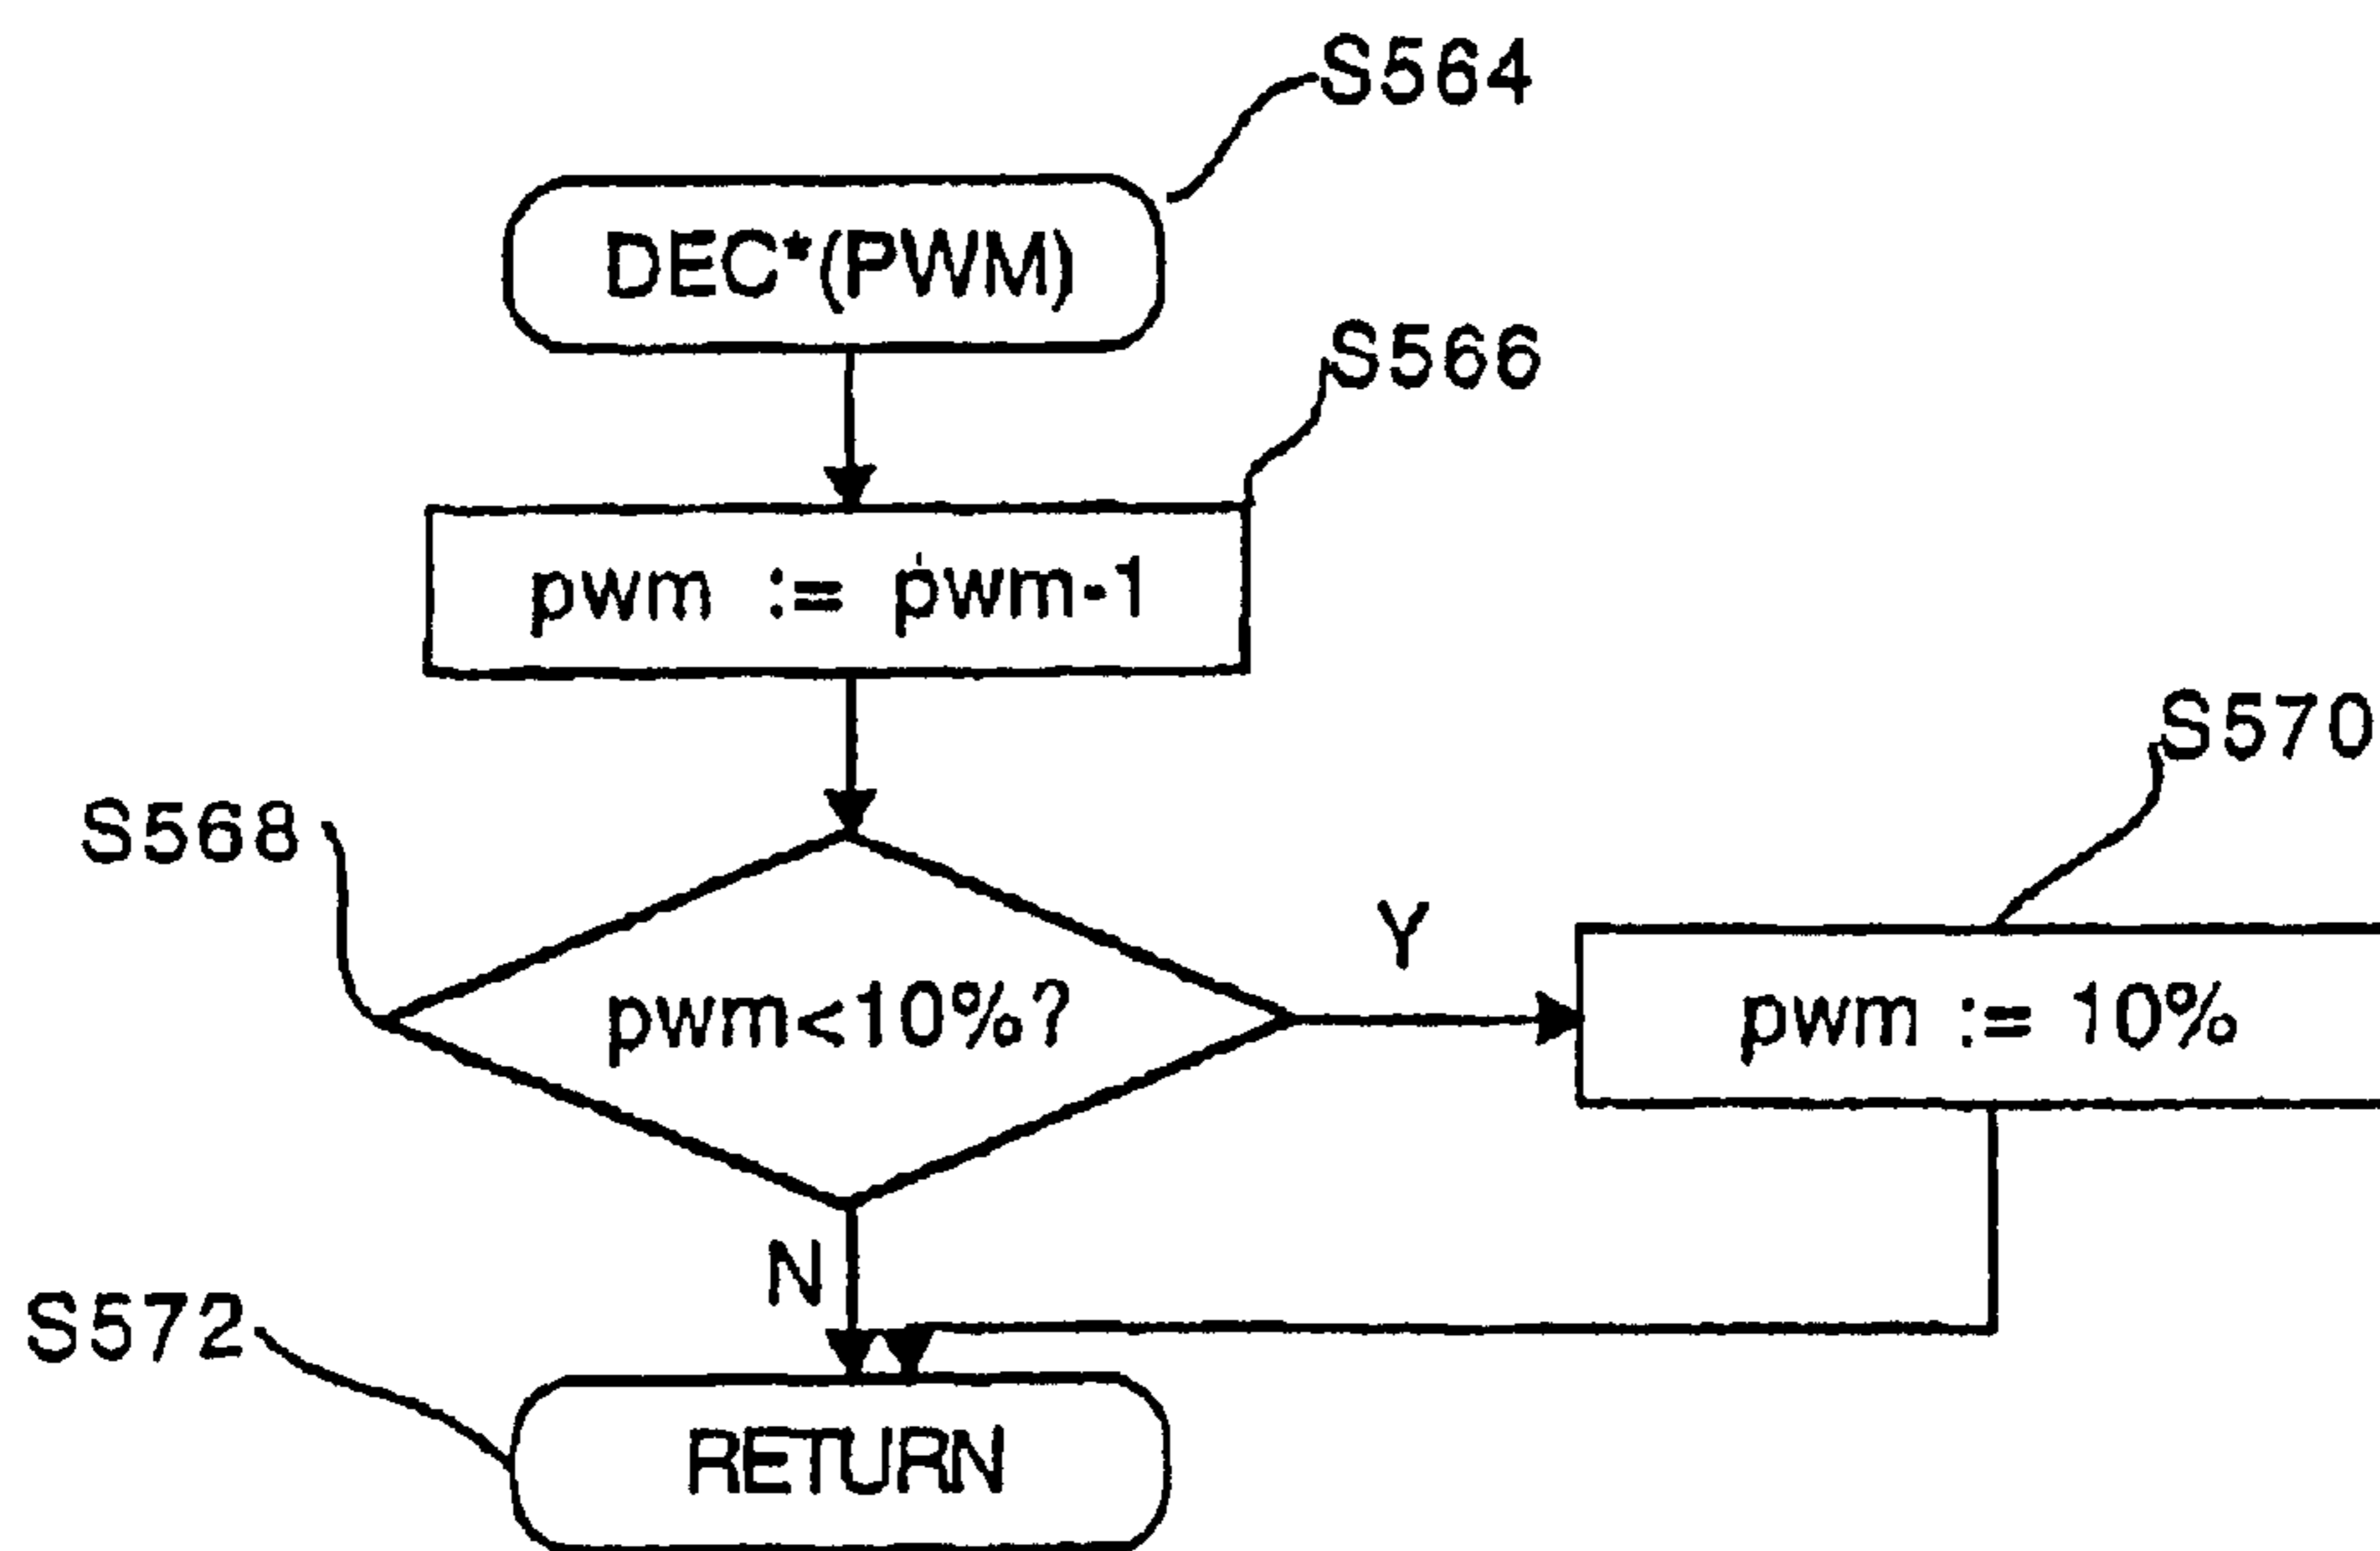 S564
DEC*(PWM)
S566
pwm := pwm-1
S570
S568
Y
pwm<10%?
pwm := 10%
N
S572
RETURN